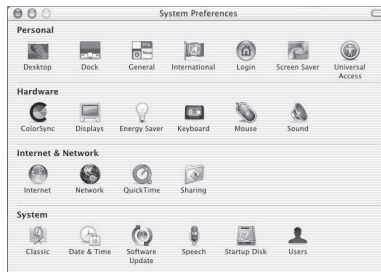 System Preferences
Personal
Desktop Dock General International Login Screen Saver Universal Access
Hardware
ColorSync Displays Energy Saver Keyboard Mouse Sound
Internet & Network
Internet Network QuickTime Sharing
System
Classic Date & Time Software Update Speech Startup Disk Users